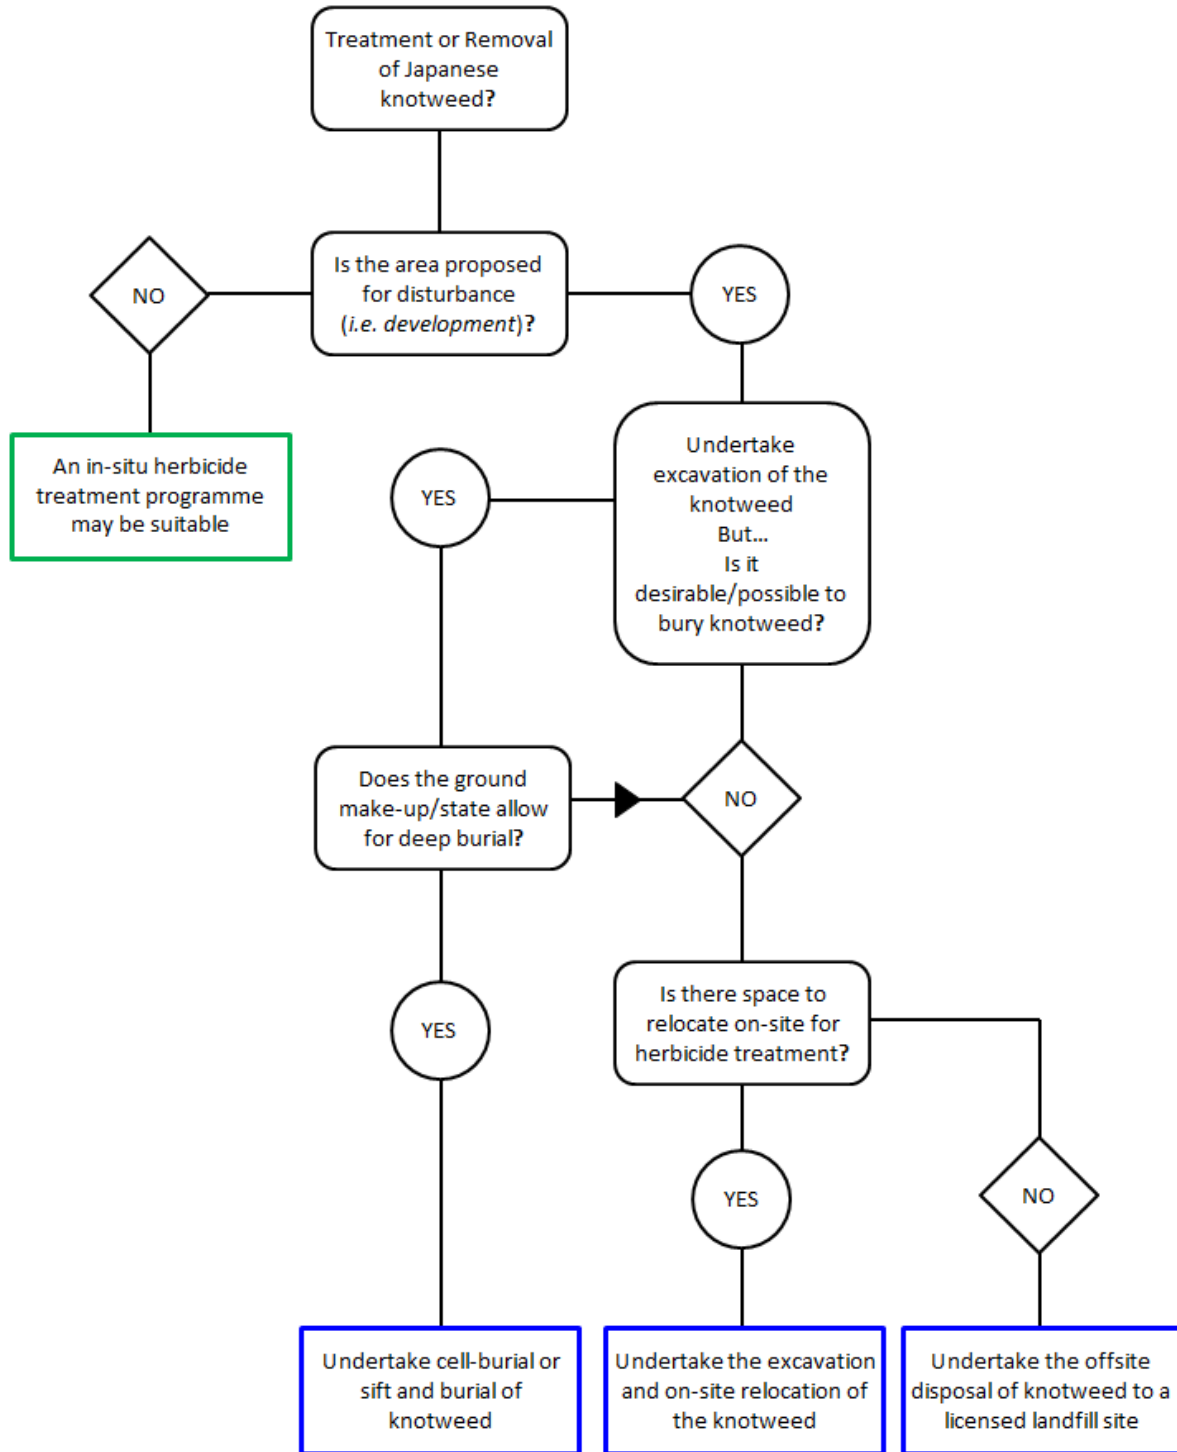 Treatment or Removal
of Japanese
knotweed?
Is the area proposed
for disturbance
(i.e. development)?
NO
YES
An in-situ herbicide
treatment programme
may be suitable
Undertake
excavation of the
knotweed
But...
Is it
desirable/possible to
bury knotweed?
YES
Does the ground
make-up/state allow
for deep burial?
NO
YES
Is there space to
relocate on-site for
herbicide treatment?
YES
NO
Undertake cell-burial or
sift and burial of
knotweed
Undertake the excavation
and on-site relocation of
the knotweed
Undertake the offsite
disposal of knotweed to a
licensed landfill site